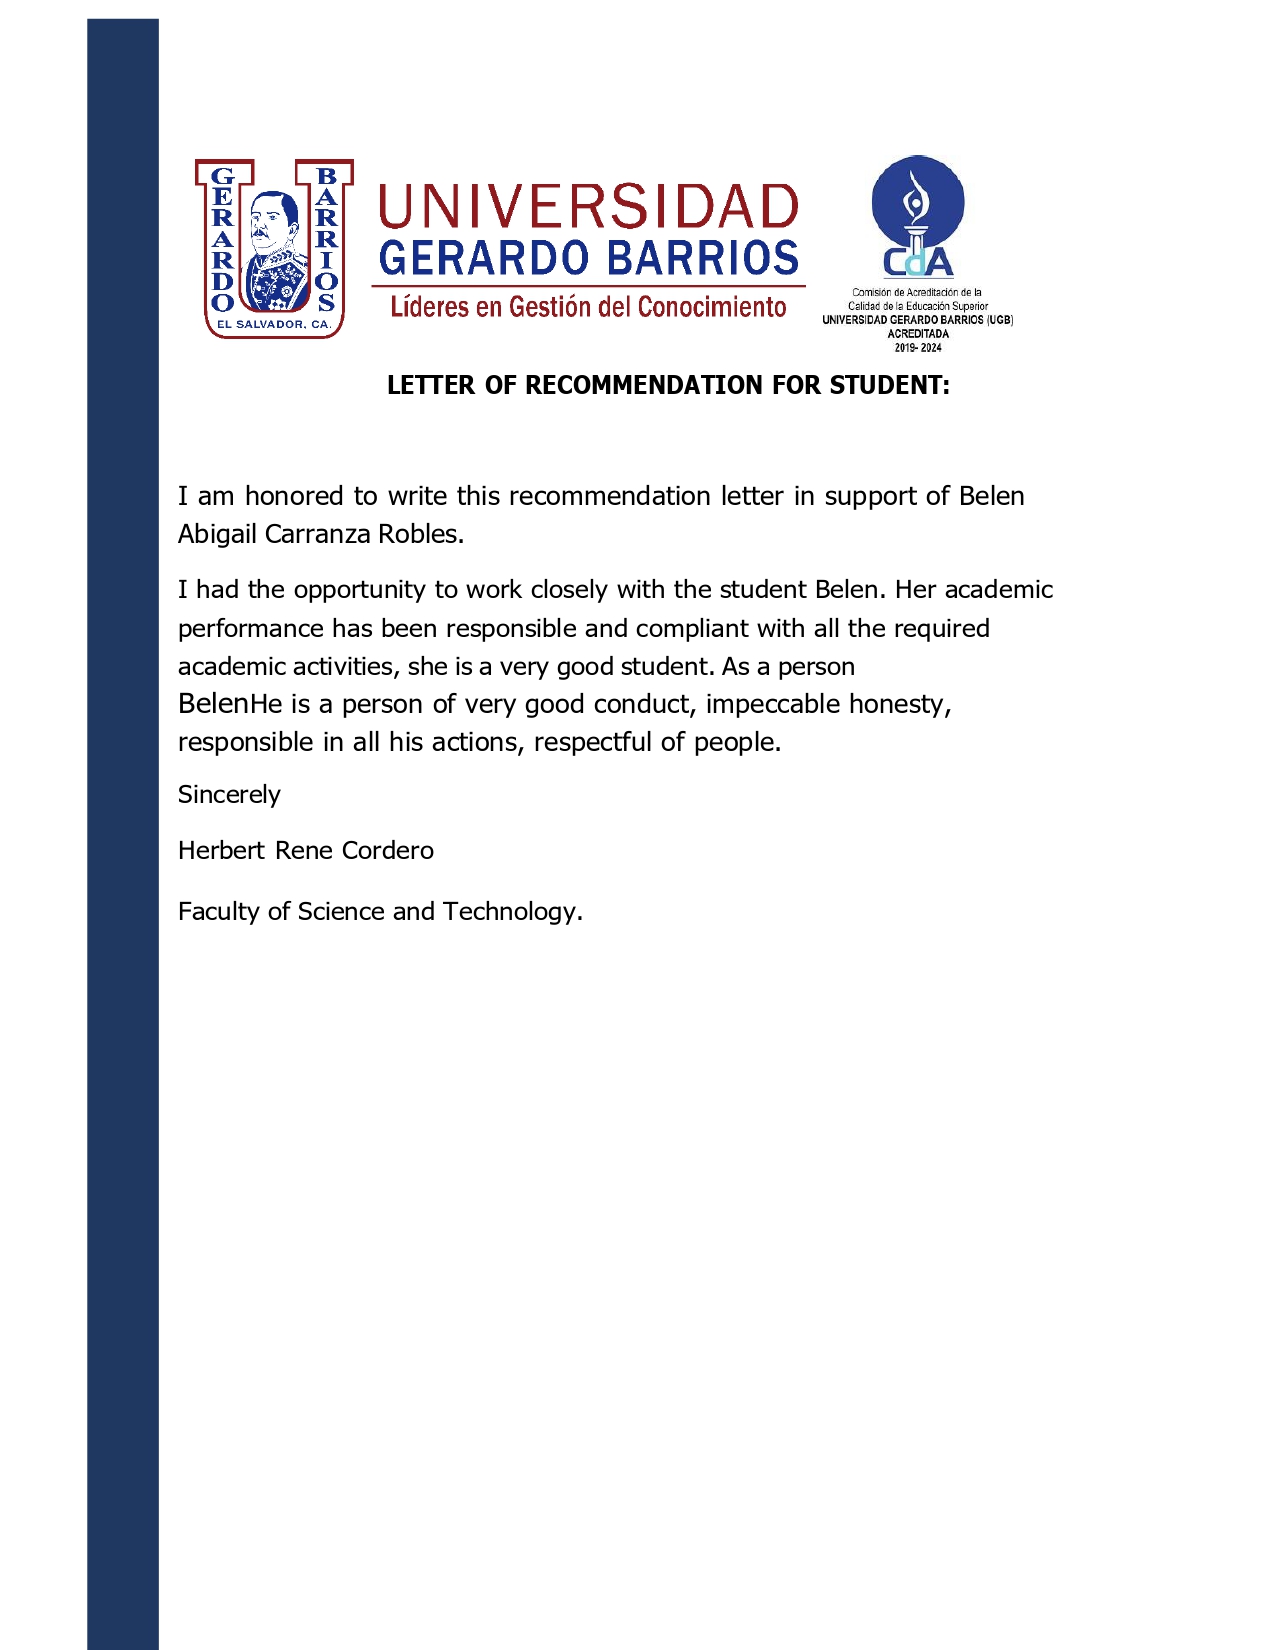 GERARDO
BARRIOS
EL SALVADOR, CA.
UNIVERSIDAD
GERARDO BARRIOS
Líderes en Gestión del Conocimiento
CdA
Comisión de Acreditación de la
Calidad de la Educación Superior
UNIVERSIDAD GERARDO BARRIOS (UGB)
ACREDITADA
2019- 2024
LETTER OF RECOMMENDATION FOR STUDENT:
I am honored to write this recommendation letter in support of Belen
Abigail Carranza Robles.
I had the opportunity to work closely with the student Belen. Her academic
performance has been responsible and compliant with all the required
academic activities, she is a very good student. As a person
BelenHe is a person of very good conduct, impeccable honesty,
responsible in all his actions, respectful of people.
Sincerely
Herbert Rene Cordero
Faculty of Science and Technology.